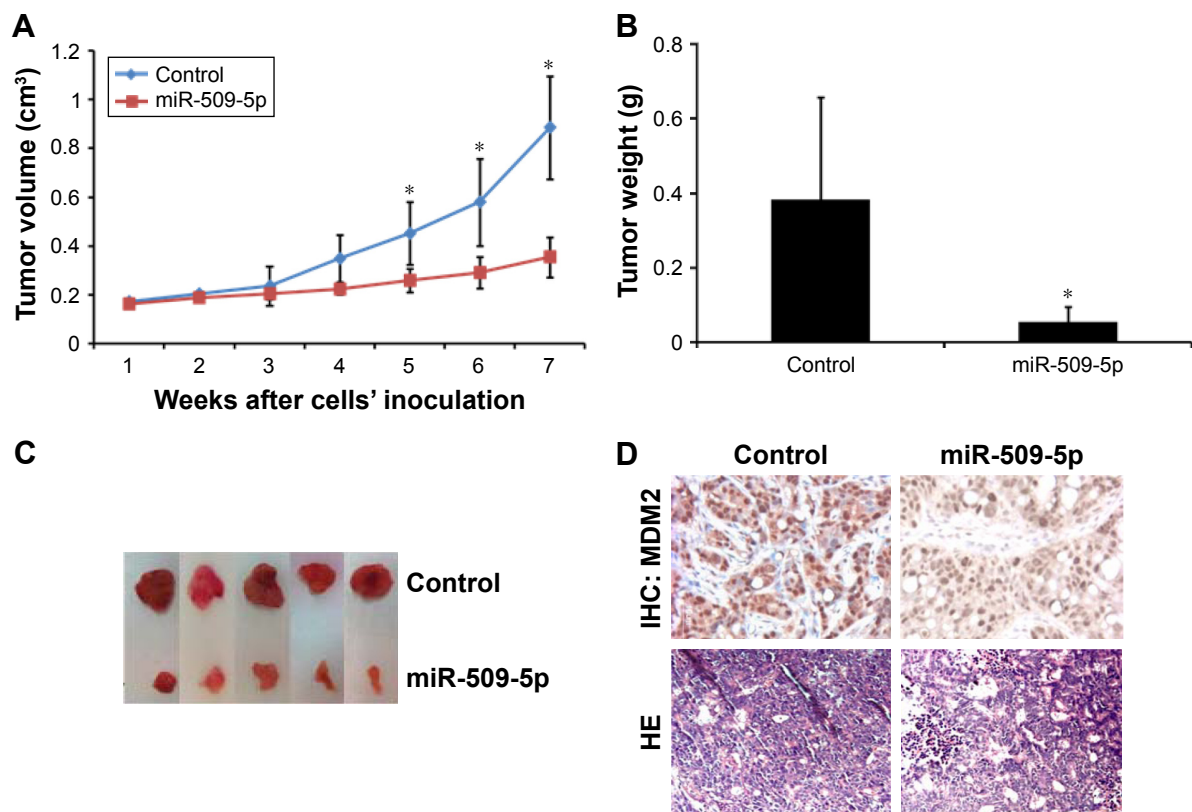 A
Tumor volume (cm³)
1.2
1
0.8
0.6
0.4
0.2
0
Control
miR-509-5p
*
*
*
1 2 3 4 5 6 7
Weeks after cells’ inoculation
B
Tumor weight (g)
0.8
0.6
0.4
0.2
0
*
Control miR-509-5p
C
Control
miR-509-5p
D
Control miR-509-5p
IHC: MDM2
HE